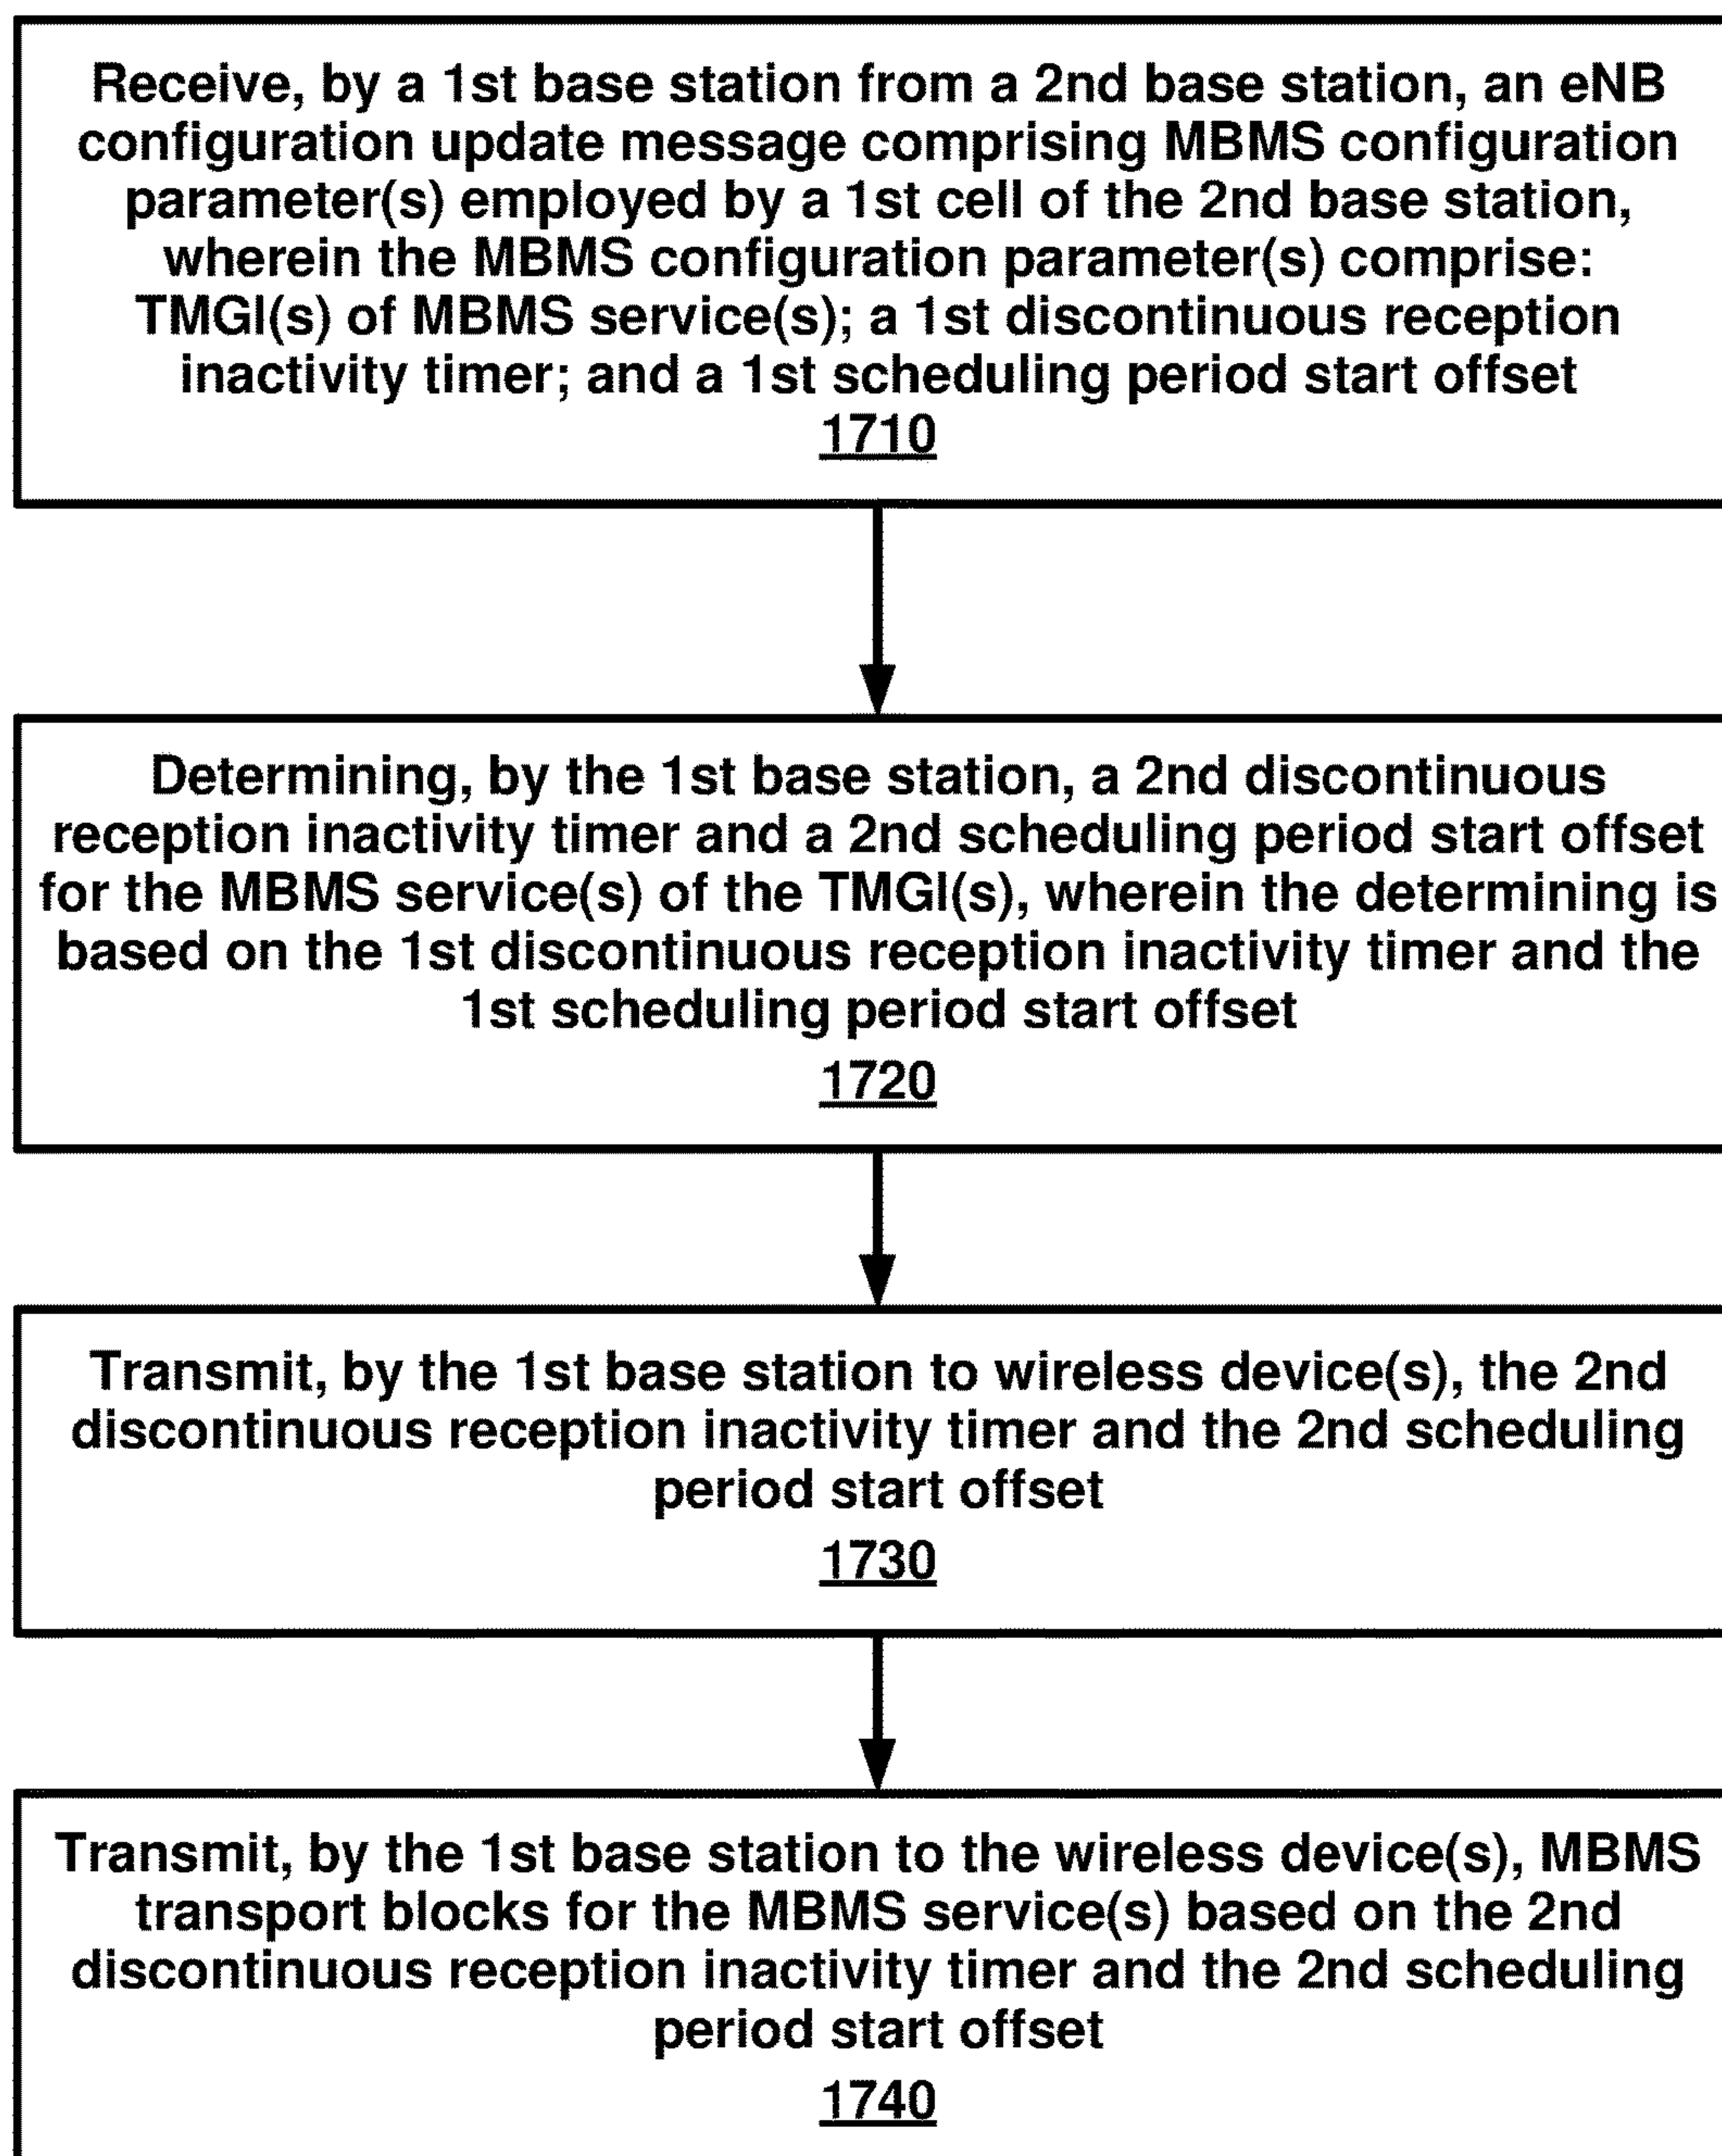 Receive, by a 1st base station from a 2nd base station, an eNB
configuration update message comprising MBMS configuration
parameter(s) employed by a 1st cell of the 2nd base station,
wherein the MBMS configuration parameter(s) comprise:
TMGI(s) of MBMS service(s); a 1st discontinuous reception
inactivity timer; and a 1st scheduling period start offset
1710
Determining, by the 1st base station, a 2nd discontinuous
reception inactivity timer and a 2nd scheduling period start offset
for the MBMS service(s) of the TMGI(s), wherein the determining is
based on the 1st discontinuous reception inactivity timer and the
1st scheduling period start offset
1720
Transmit, by the 1st base station to wireless device(s), the 2nd
discontinuous reception inactivity timer and the 2nd scheduling
period start offset
1730
Transmit, by the 1st base station to the wireless device(s), MBMS
transport blocks for the MBMS service(s) based on the 2nd
discontinuous reception inactivity timer and the 2nd scheduling
period start offset
1740